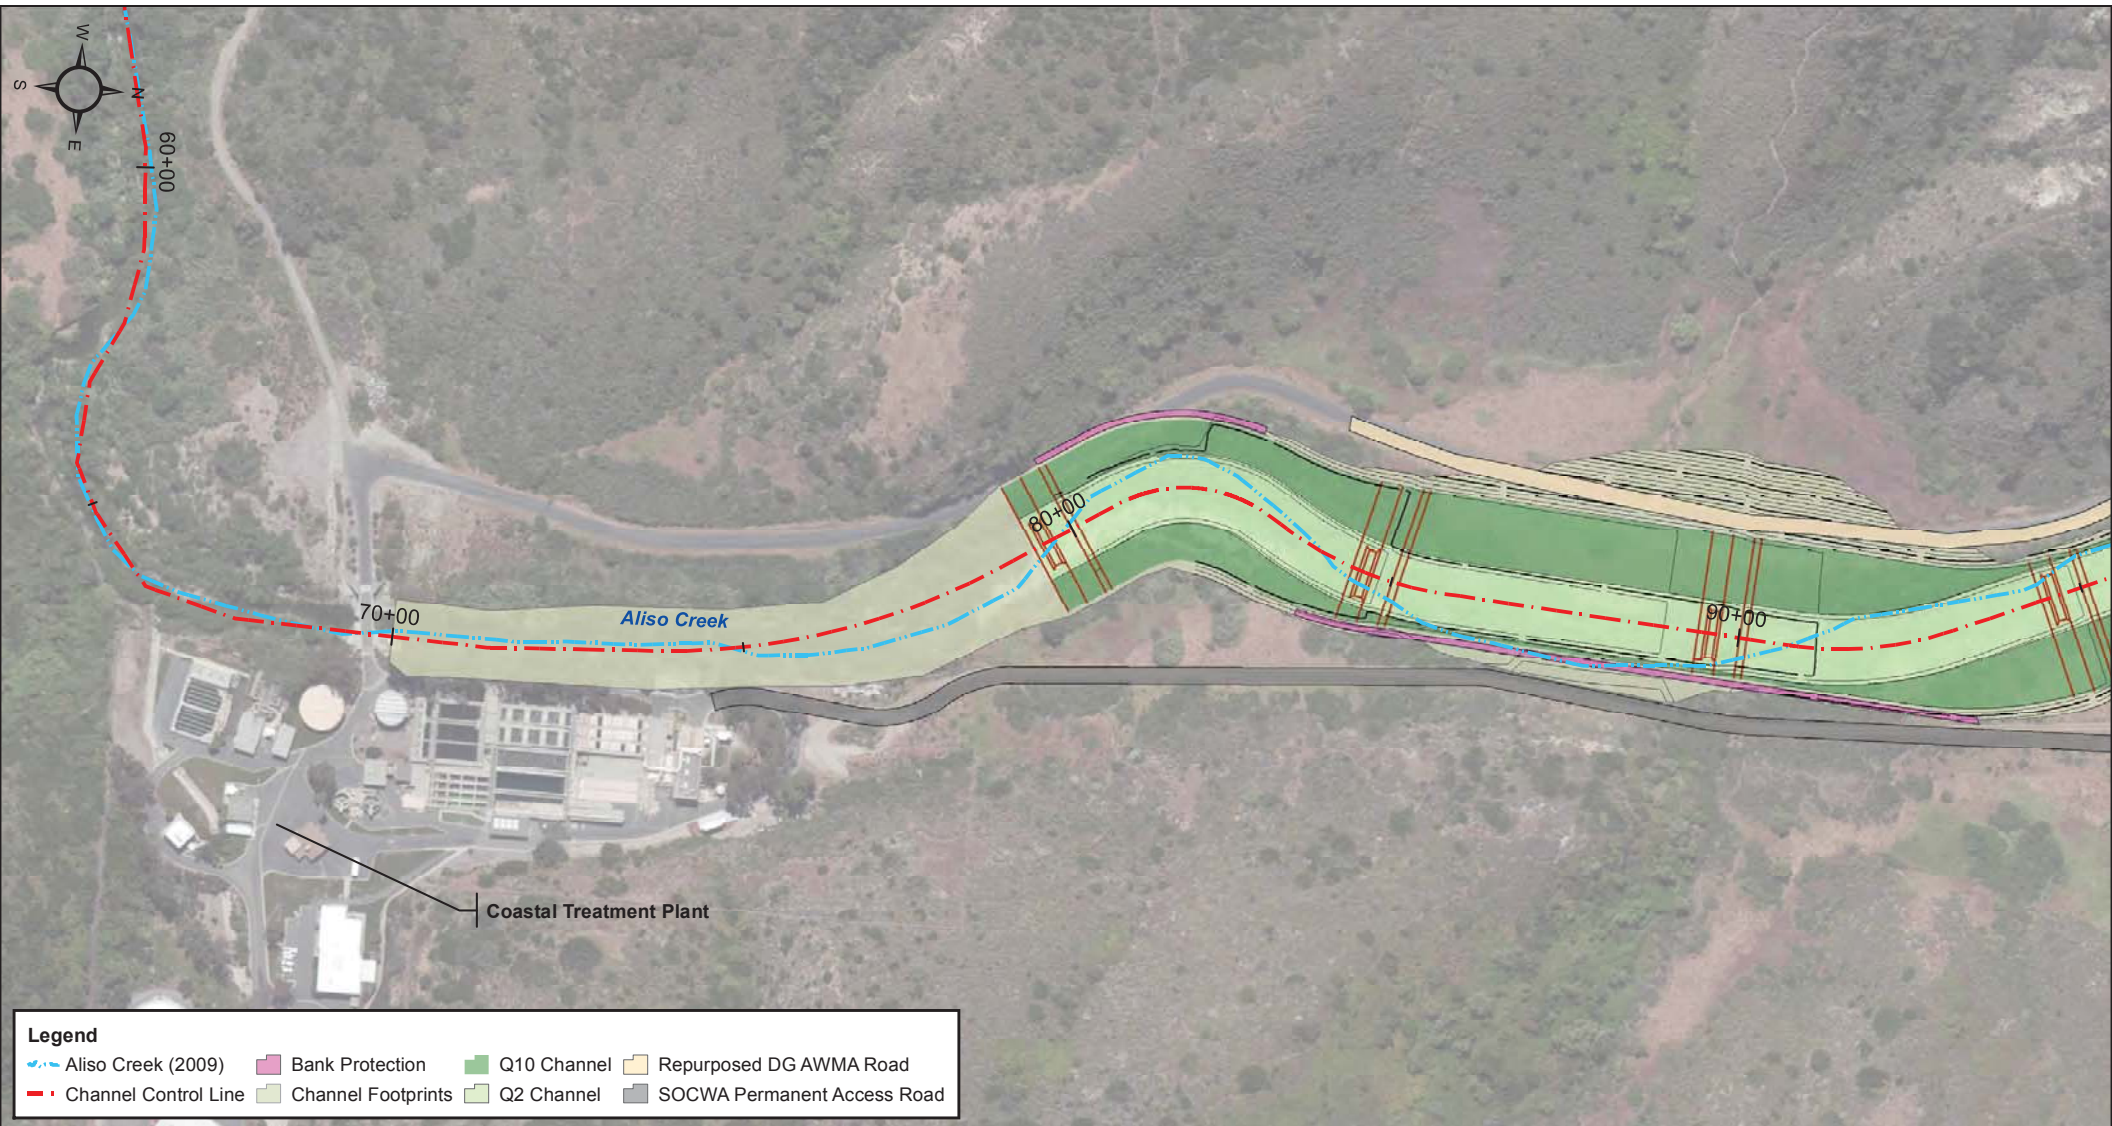 W
S
N
E
60+00
80+00
70+00
Aliso Creek
90+00
Coastal Treatment Plant
Legend
Aliso Creek (2009)
Bank Protection
Q10 Channel
Repurposed DG AWMA Road
Channel Control Line
Channel Footprints
Q2 Channel
SOCWA Permanent Access Road